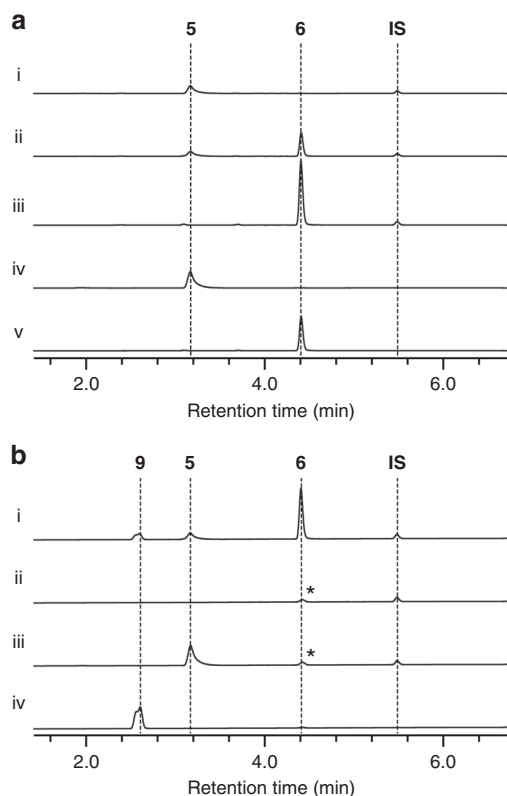 a
5 6 IS
i
ii
iii
iv
v
2.0 4.0 6.0
Retention time (min)
b
9 5 6 IS
i
ii *
iii *
iv
2.0 4.0 6.0
Retention time (min)